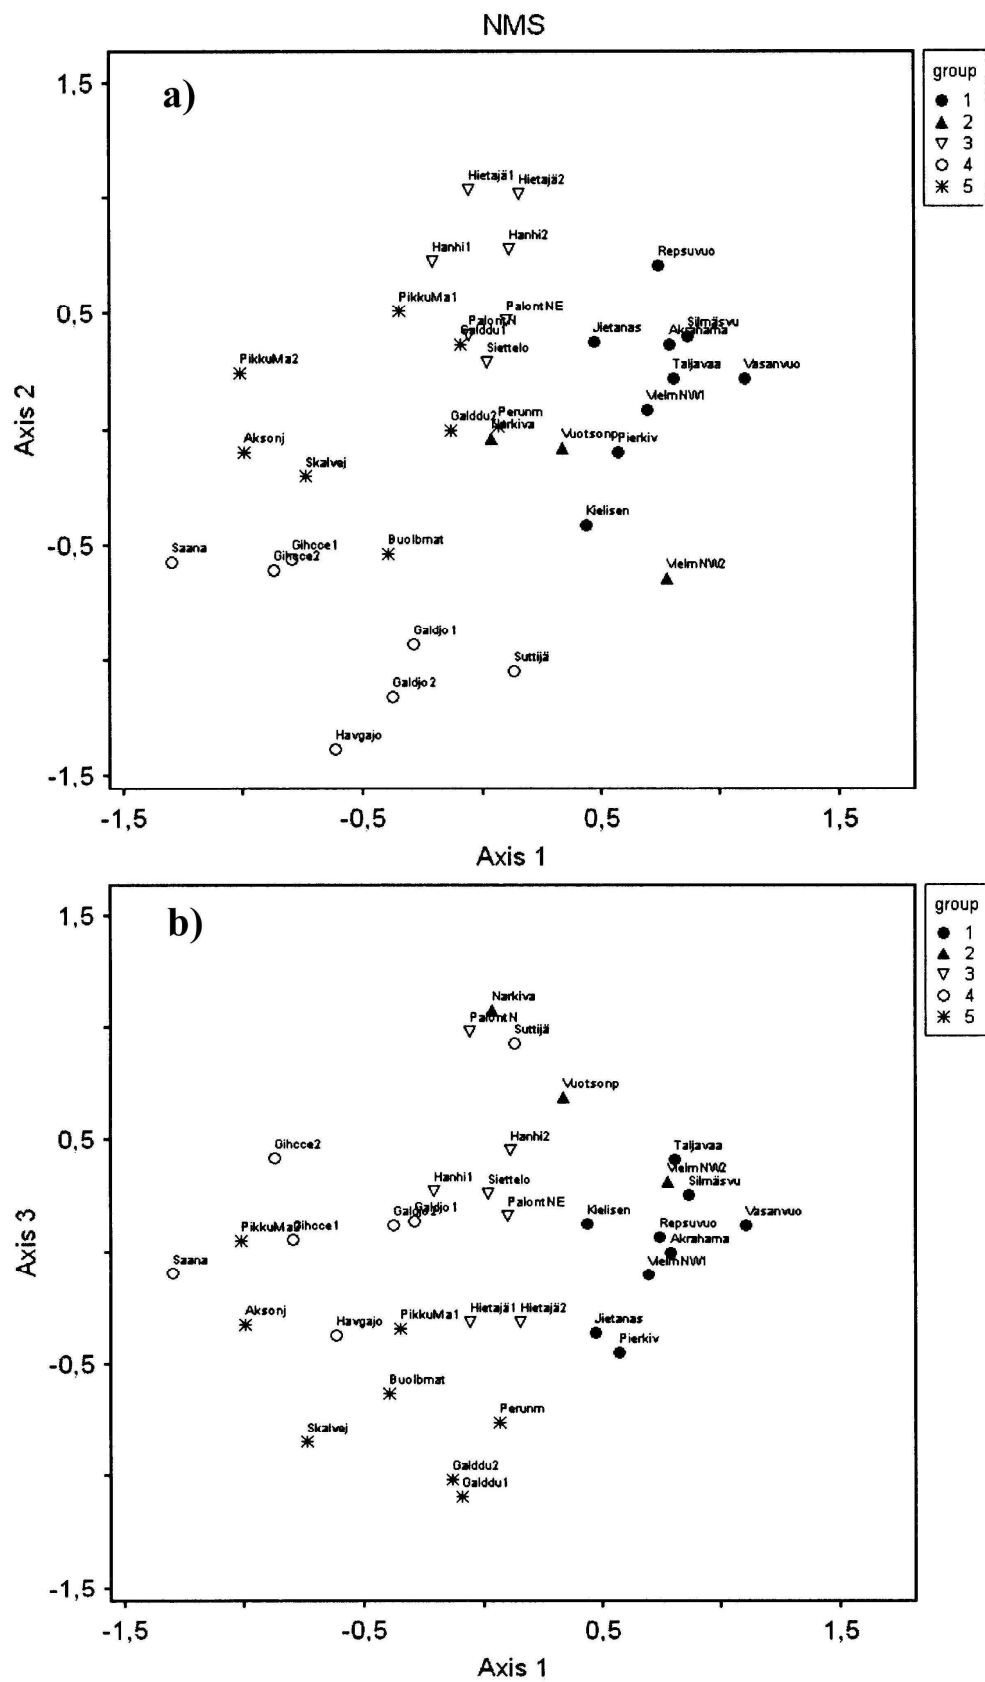 NMS
a)
1,5
0,5
-0,5
-1,5
Axis 2
Hietajä1
Hietajä2
Hanhi1
Hanhi2
Repsuvuo
PikkuMa1
PalontNE
PalontN
Galddu1
Jietanas
Silmäsvu
Akrahama
Siettelo
PikkuMa2
Taljavaa
Vasanvuo
VielmNW1
Galddu2
Perunm
Narkiva
Vuotsonp
Pierkiv
Aksonj
Skalvej
Kielisen
Saana
Gihcce1
Gihcce2
Buolbmat
VielmNW2
Galdjo1
Suttijä
Galdjo2
Havgajo
-1,5
-0,5
0,5
1,5
Axis 1
group
1
2
3
4
5
b)
1,5
0,5
-0,5
-1,5
Axis 3
Narkiva
PalontN
Suttijä
Vuotsonp
Hanhi2
Gihcce2
Taljavaa
VielmNW2
Hanhi1
Siettelo
Silmäsvu
Galdjo2
Galdjo1
PalontNE
Kielisen
Vasanvuo
PikkuMa2
Gihcce1
Repsuvuo
Akrahama
Saana
VielmNW1
Aksonj
Havgajo
PikkuMa1
Hietajä1
Hietajä2
Jietanas
Pierkiv
Buolbmat
Perunm
Skalvej
Galddu2
Galddu1
-1,5
-0,5
0,5
1,5
Axis 1
group
1
2
3
4
5